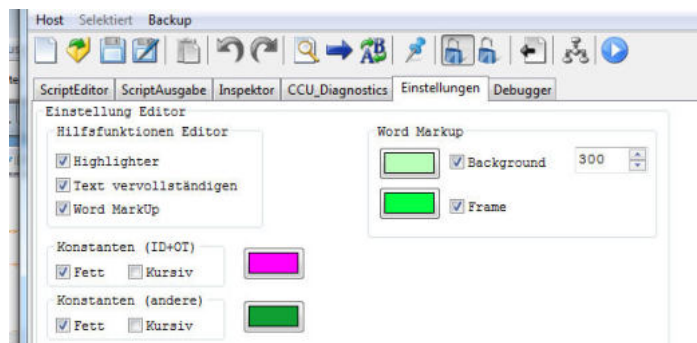 Host Selektiert Backup
ScriptEditor ScriptAusgabe Inspektor CCU_Diagnostics Einstellungen Debugger
Einstellung Editor
Hilfsfunktionen Editor
Highlighter
Text vervollständigen
Word MarkUp
Word Markup
Background 300
Frame
Konstanten (ID+OT)
Fett Kursiv
Konstanten (andere)
Fett Kursiv